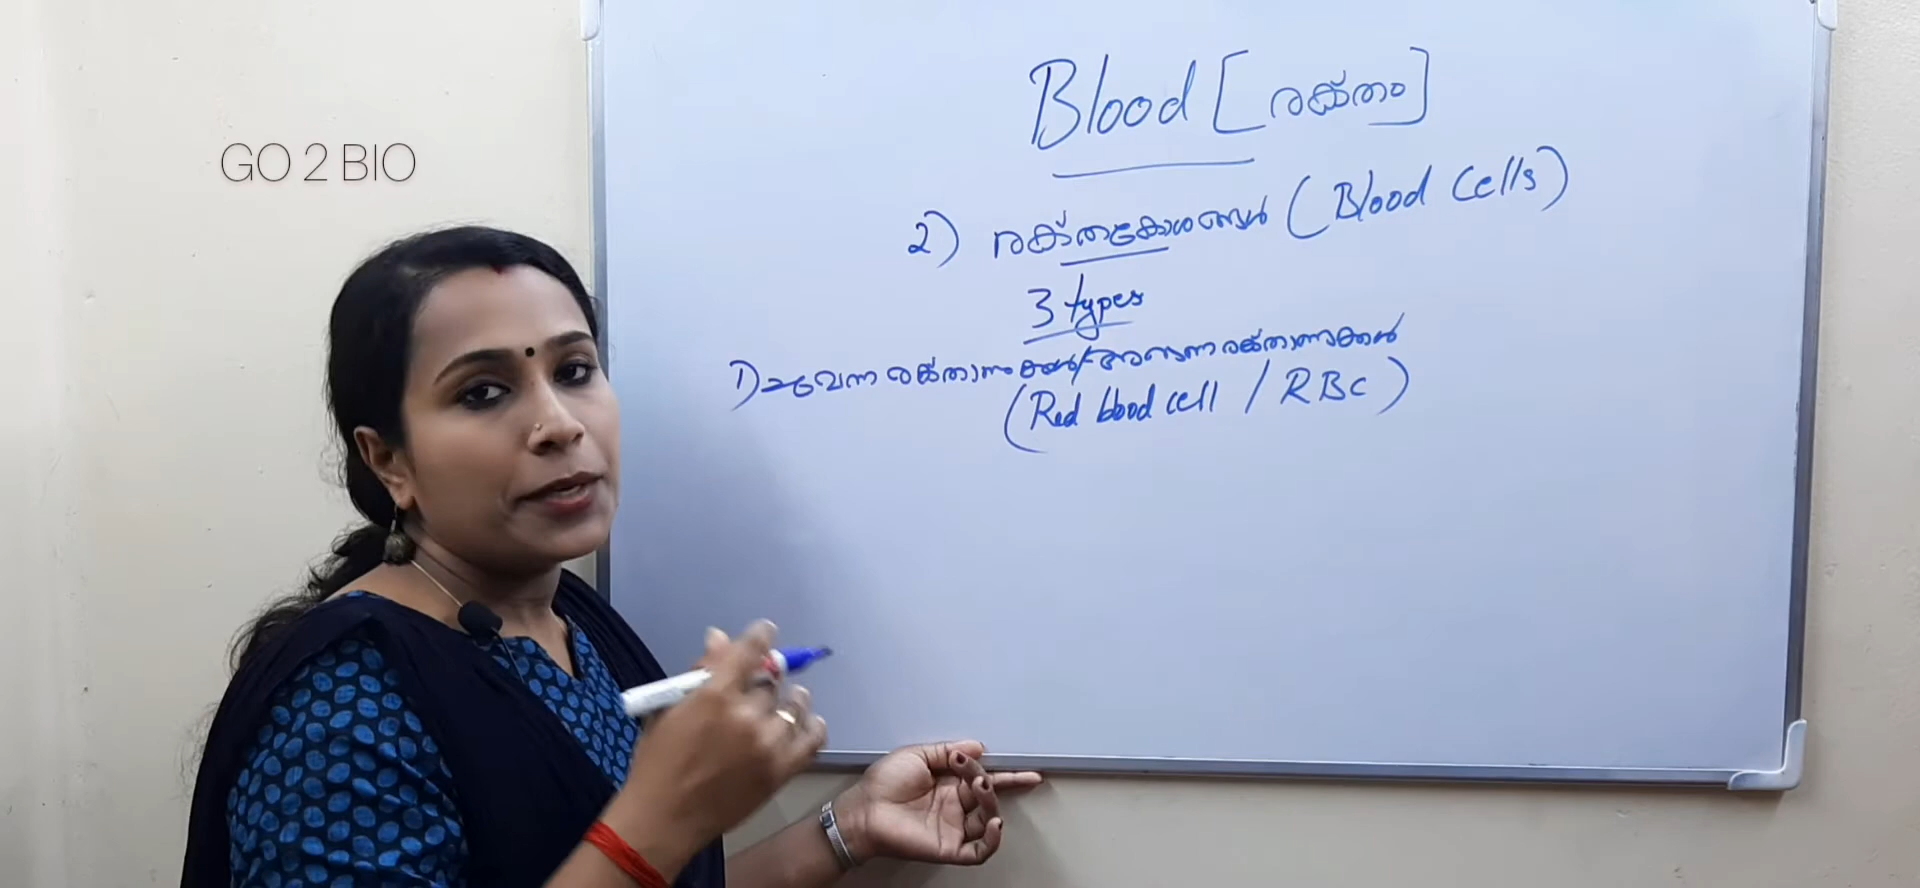 GO 2 BIO
Blood [രക്തം]
2) രക്തകോശങ്ങൾ (Blood Cells)
3 types
1) ചുവന്ന രക്താണുക്കൾ/അരുണരക്താണുക്കൾ
(Red blood cell / RBC)